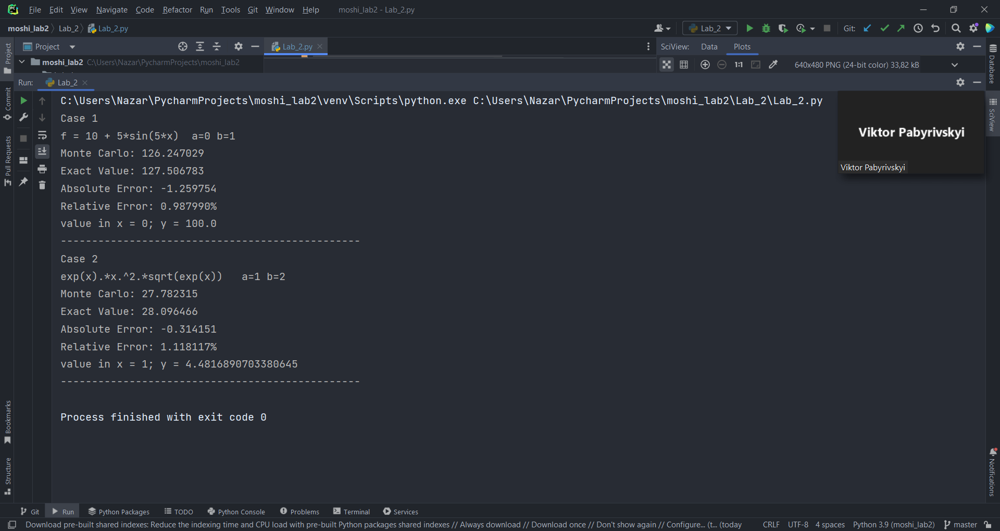 File Edit View Navigate Code Refactor Run Tools Git Window Help moshi_lab2 - Lab_2.py
moshi_lab2 Lab_2 Lab_2.py
Lab_2 Git:
Project
Lab_2.py
SciView: Data Plots
moshi_lab2 C:\Users\Nazar\PycharmProjects\moshi_lab2
1:1 640x480 PNG (24-bit color) 33,82 kB
Run: Lab_2
C:\Users\Nazar\PycharmProjects\moshi_lab2\venv\Scripts\python.exe C:\Users\Nazar\PycharmProjects\moshi_lab2\Lab_2\Lab_2.py
Case 1
f = 10 + 5*sin(5*x)  a=0 b=1
Monte Carlo: 126.247029
Exact Value: 127.506783
Absolute Error: -1.259754
Relative Error: 0.987990%
value in x = 0; y = 100.0
------------------------------------------------
Case 2
exp(x).*x.^2.*sqrt(exp(x))   a=1 b=2
Monte Carlo: 27.782315
Exact Value: 28.096466
Absolute Error: -0.314151
Relative Error: 1.118117%
value in x = 1; y = 4.4816890703380645
------------------------------------------------
Process finished with exit code 0
Viktor Pabyrivskyi
Viktor Pabyrivskyi
Project
Commit
Pull Requests
Bookmarks
Structure
Database
SciView
Notifications
Git Run Python Packages TODO Python Console Problems Terminal Services
Download pre-built shared indexes: Reduce the indexing time and CPU load with pre-built Python packages shared indexes // Always download // Download once // Don't show again // Configure... (t... (today CRLF UTF-8 4 spaces Python 3.9 (moshi_lab2) master